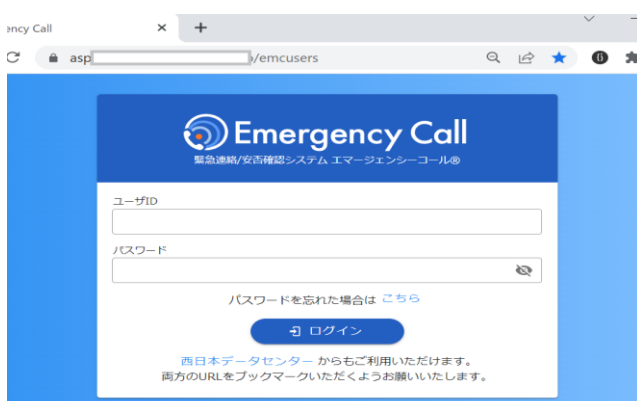 ency Call
asp
/emcusers
Emergency Call
緊急連絡/安否確認システム エマージェンシーコール®
ユーザID
パスワード
パスワードを忘れた場合は こちら
ログイン
西日本データセンター からもご利用いただけます。
両方のURLをブックマークいただくようお願いいたします。